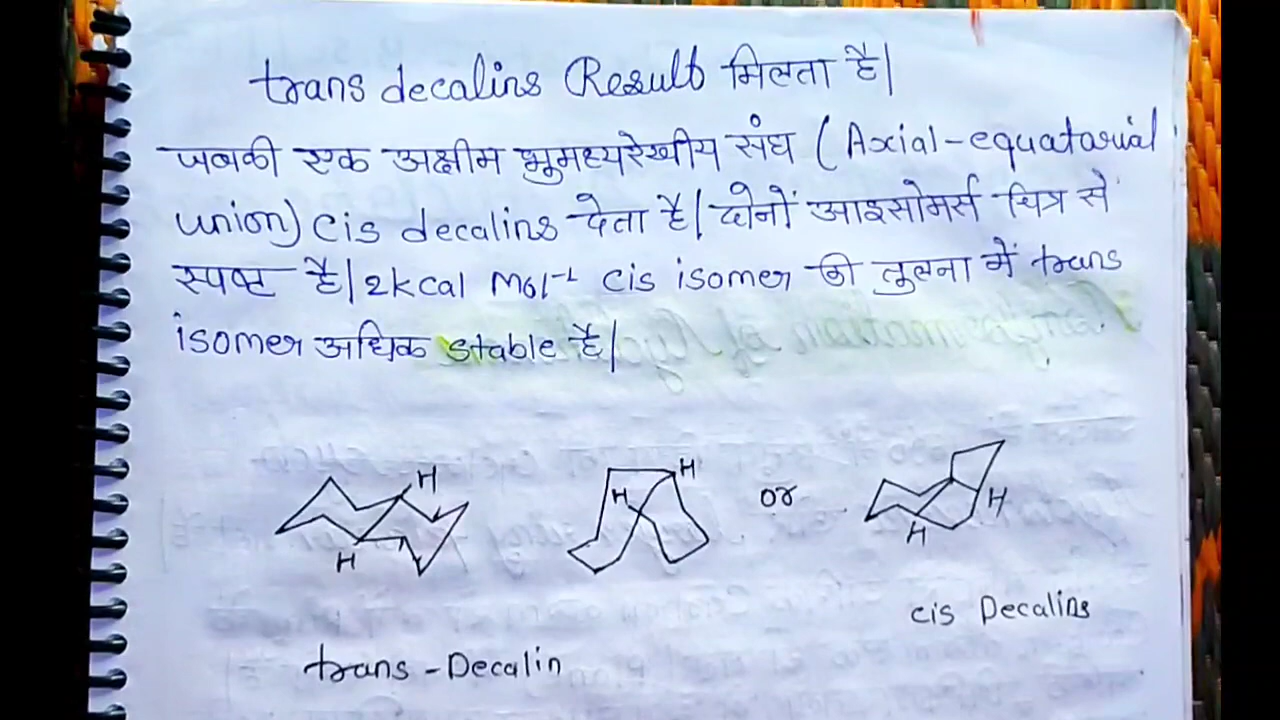 trans decalins Result मिलता है|
जबकी एक अक्षीम भुमध्यरेखीय संघ (Axial-equatarial
union) cis decalins देता है| दोनों आइसोमर्स चित्र से
स्पष्ट है| 2kcal Mol⁻¹ cis isomer की तुलना में trans
isomer अधिक stable है|
H H H or H
H H
cis Decalins
trans - Decalin